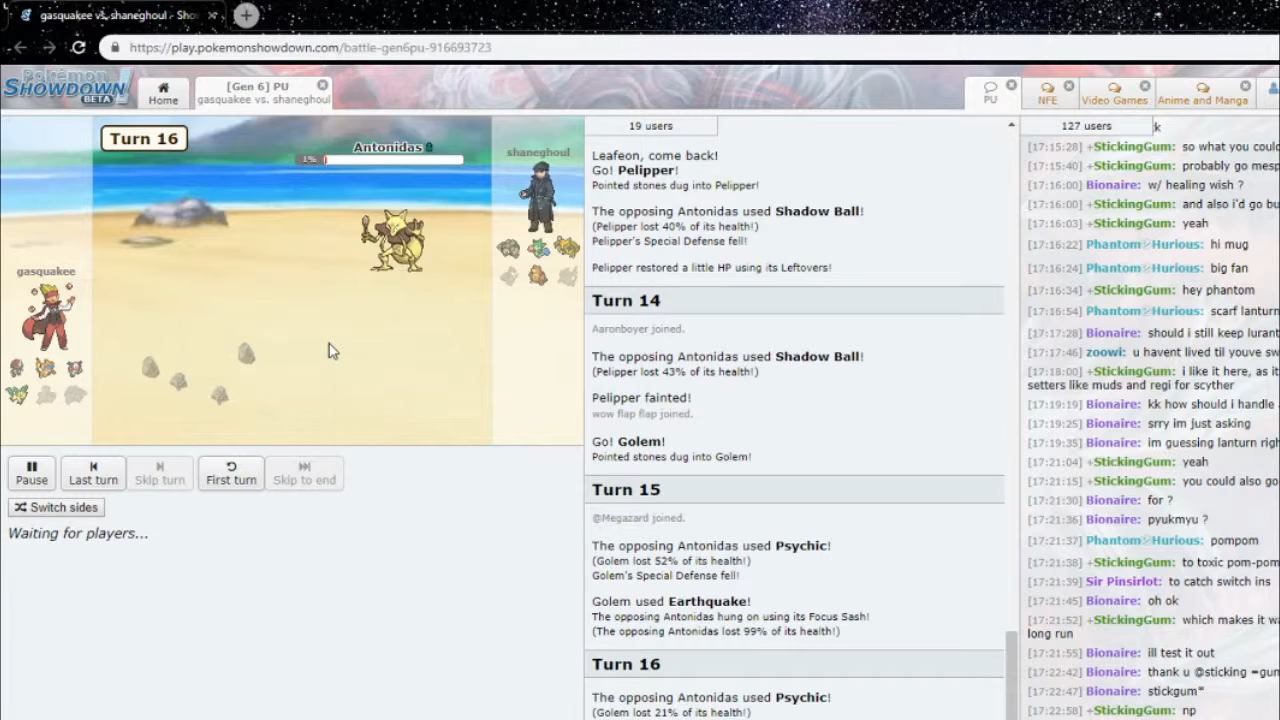 gasquakee vs. shaneghoul - Sho
https://play.pokemonshowdown.com/battle-gen6pu-916693723
Pokémon
SHOWDOWN!
BETA
Home
[Gen 6] PU
gasquakee vs. shaneghoul
PU
NFE
Video Games
Anime and Manga
Turn 16
Antonidas
1%
shaneghoul
gasquakee
Pause
Last turn
Skip turn
First turn
Skip to end
Switch sides
Waiting for players...
19 users
Leafeon, come back!
Go! Pelipper!
Pointed stones dug into Pelipper!
The opposing Antonidas used Shadow Ball!
(Pelipper lost 40% of its health!)
Pelipper's Special Defense fell!
Pelipper restored a little HP using its Leftovers!
Turn 14
Aaronboyer joined.
The opposing Antonidas used Shadow Ball!
(Pelipper lost 43% of its health!)
Pelipper fainted!
wow flap flap joined.
Go! Golem!
Pointed stones dug into Golem!
Turn 15
@Megazard joined.
The opposing Antonidas used Psychic!
(Golem lost 52% of its health!)
Golem's Special Defense fell!
Golem used Earthquake!
The opposing Antonidas hung on using its Focus Sash!
(The opposing Antonidas lost 99% of its health!)
Turn 16
The opposing Antonidas used Psychic!
(Golem lost 21% of its health!)
127 users
k
[17:15:28] +StickingGum: so what you could
[17:15:40] +StickingGum: probably go mesp
[17:16:00] Bionaire: w/ healing wish ?
[17:16:00] +StickingGum: and also i'd go bu
[17:16:03] +StickingGum: yeah
[17:16:22] Phantom Hurious: hi mug
[17:16:24] Phantom Hurious: big fan
[17:16:34] +StickingGum: hey phantom
[17:16:54] Phantom Hurious: scarf lanturn
[17:17:28] Bionaire: should i still keep lurant
[17:17:46] zoowi: u havent lived til youve sw
[17:18:00] +StickingGum: i like it here, as it
setters like muds and regi for scyther
[17:19:19] Bionaire: kk how should i handle
[17:19:25] Bionaire: srry im just asking
[17:19:35] Bionaire: im guessing lanturn righ
[17:21:04] +StickingGum: yeah
[17:21:15] +StickingGum: you could also go
[17:21:30] Bionaire: for ?
[17:21:36] Bionaire: pyukmyu ?
[17:21:37] Phantom Hurious: pompom
[17:21:38] +StickingGum: to toxic pom-pom
[17:21:39] Sir Pinsirlot: to catch switch ins
[17:21:45] Bionaire: oh ok
[17:21:52] +StickingGum: which makes it wa
long run
[17:21:55] Bionaire: ill test it out
[17:22:42] Bionaire: thank u @sticking =gun
[17:22:47] Bionaire: stickgum*
[17:22:58] +StickingGum: np